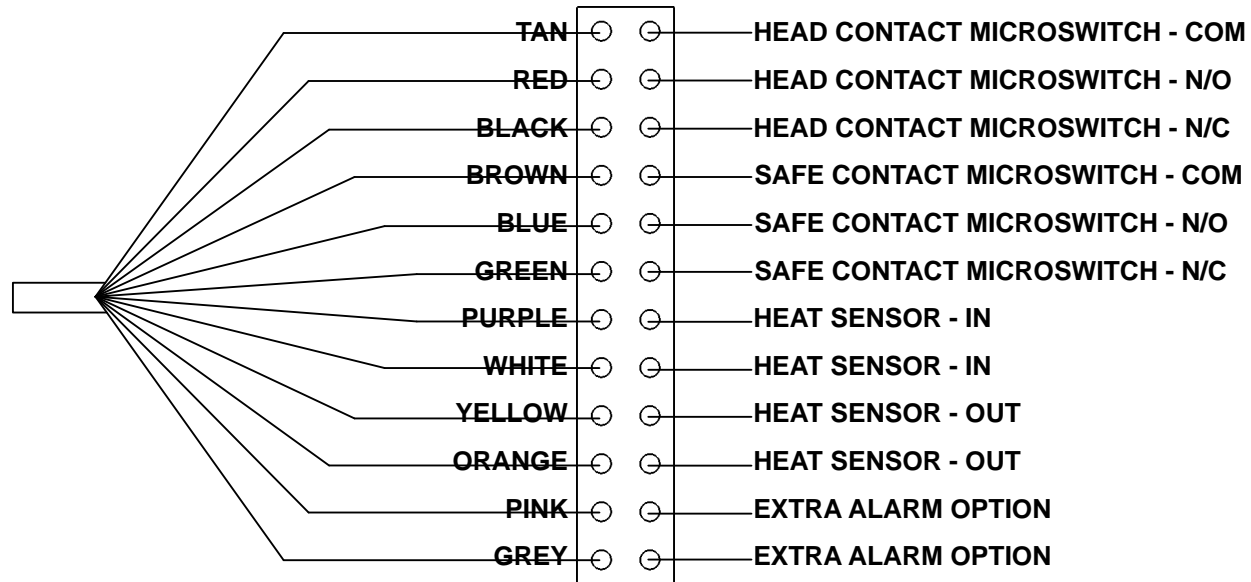 TAN HEAD CONTACT MICROSWITCH - COM
RED HEAD CONTACT MICROSWITCH - N/O
BLACK HEAD CONTACT MICROSWITCH - N/C
BROWN SAFE CONTACT MICROSWITCH - COM
BLUE SAFE CONTACT MICROSWITCH - N/O
GREEN SAFE CONTACT MICROSWITCH - N/C
PURPLE HEAT SENSOR - IN
WHITE HEAT SENSOR - IN
YELLOW HEAT SENSOR - OUT
ORANGE HEAT SENSOR - OUT
PINK EXTRA ALARM OPTION
GREY EXTRA ALARM OPTION